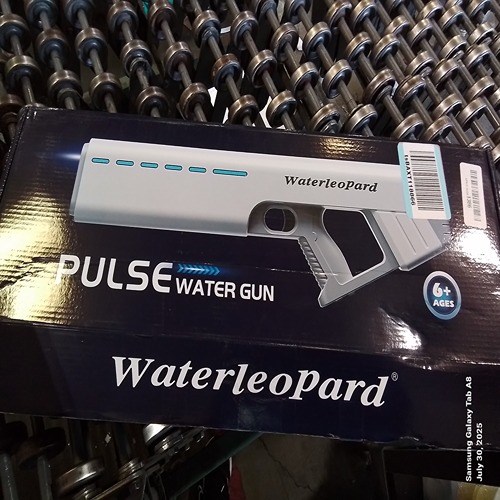 Waterleopard
PULSE
WATER GUN
6+
AGES
Waterleopard®
Samsung Galaxy Tab A8
July 30, 2025